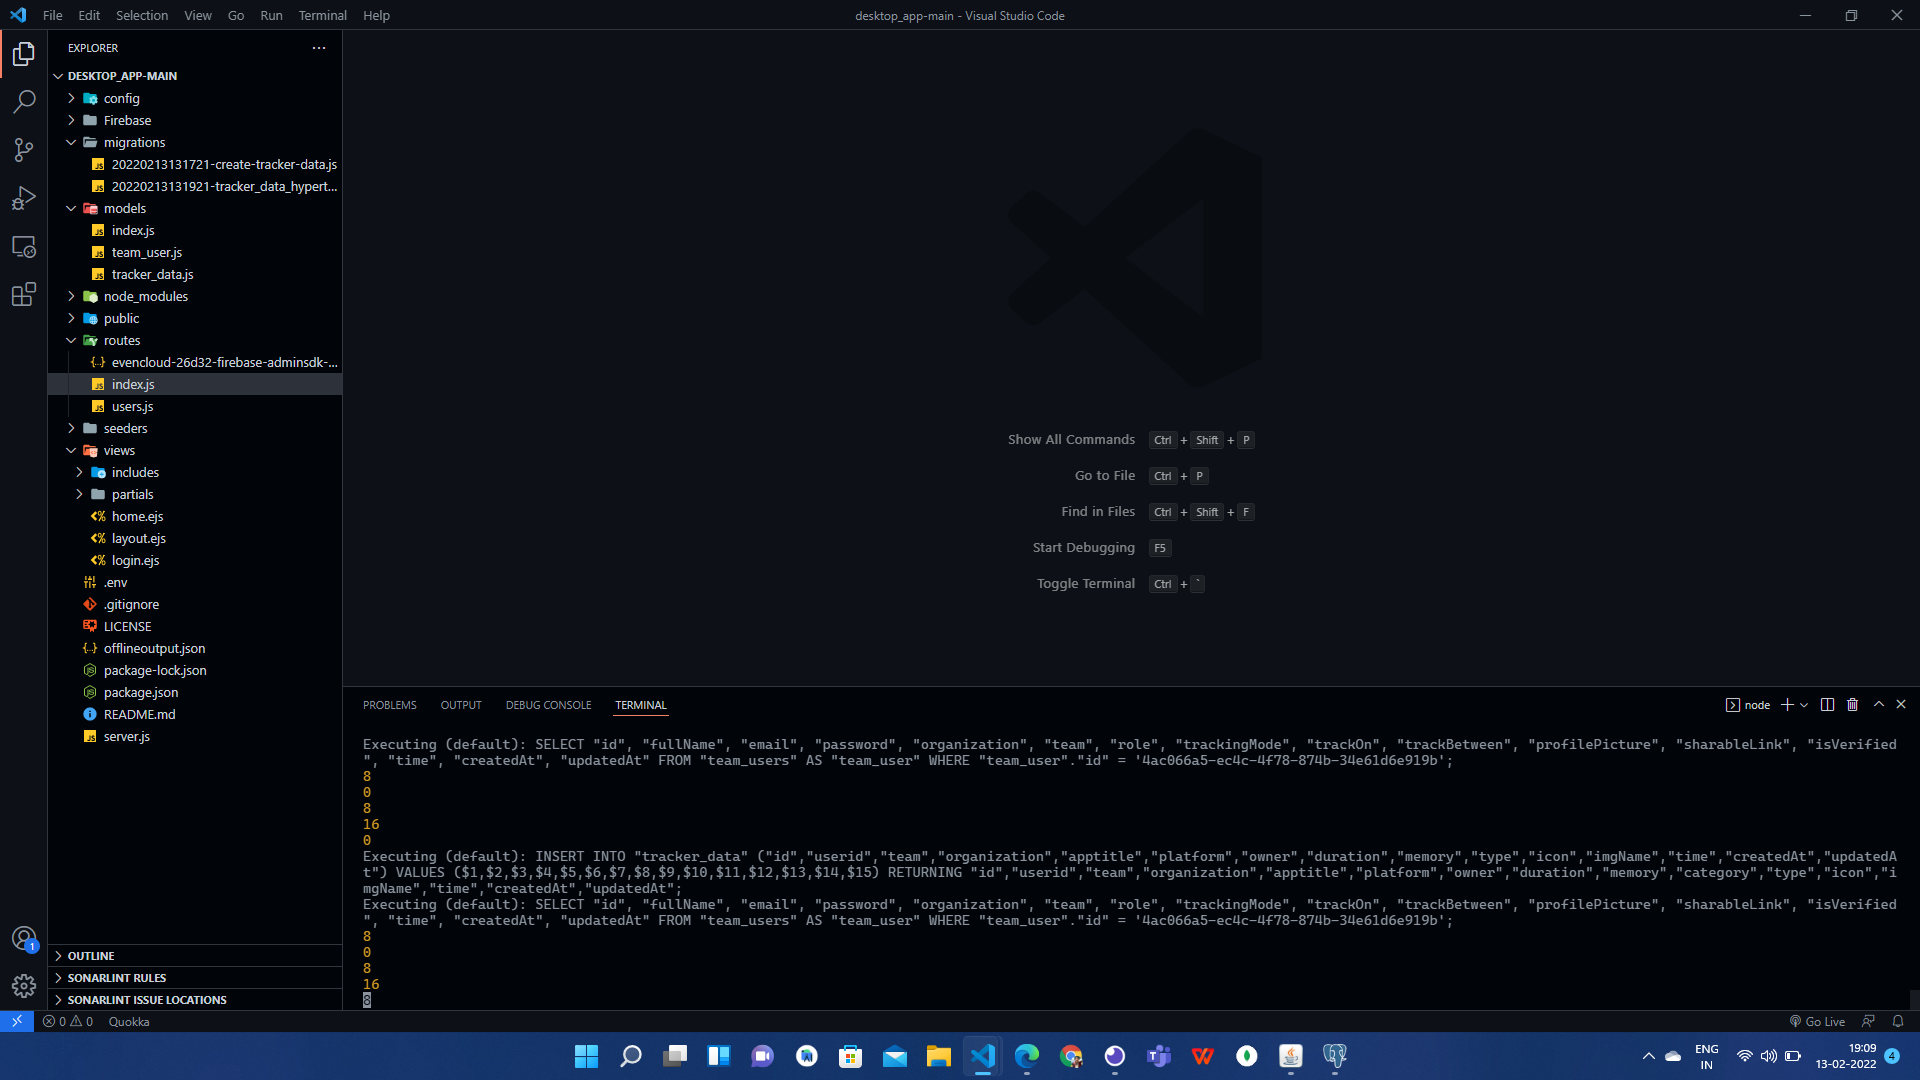 File Edit Selection View Go Run Terminal Help
desktop_app-main - Visual Studio Code
EXPLORER
DESKTOP_APP-MAIN
config
Firebase
migrations
20220213131721-create-tracker-data.js
20220213131921-tracker_data_hypert...
models
index.js
team_user.js
tracker_data.js
node_modules
public
routes
evencloud-26d32-firebase-adminsdk-...
index.js
users.js
seeders
views
includes
partials
home.ejs
layout.ejs
login.ejs
.env
.gitignore
LICENSE
offlineoutput.json
package-lock.json
package.json
README.md
server.js
OUTLINE
SONARLINT RULES
SONARLINT ISSUE LOCATIONS
Show All Commands Ctrl + Shift + P
Go to File Ctrl + P
Find in Files Ctrl + Shift + F
Start Debugging F5
Toggle Terminal Ctrl + `
PROBLEMS OUTPUT DEBUG CONSOLE TERMINAL
node
Executing (default): SELECT "id", "fullName", "email", "password", "organization", "team", "role", "trackingMode", "trackOn", "trackBetween", "profilePicture", "sharableLink", "isVerified
", "time", "createdAt", "updatedAt" FROM "team_users" AS "team_user" WHERE "team_user"."id" = '4ac066a5-ec4c-4f78-874b-34e61d6e919b';
8
0
8
16
0
Executing (default): INSERT INTO "tracker_data" ("id","userid","team","organization","apptitle","platform","owner","duration","memory","type","icon","imgName","time","createdAt","updatedA
t") VALUES ($1,$2,$3,$4,$5,$6,$7,$8,$9,$10,$11,$12,$13,$14,$15) RETURNING "id","userid","team","organization","apptitle","platform","owner","duration","memory","category","type","icon","i
mgName","time","createdAt","updatedAt";
Executing (default): SELECT "id", "fullName", "email", "password", "organization", "team", "role", "trackingMode", "trackOn", "trackBetween", "profilePicture", "sharableLink", "isVerified
", "time", "createdAt", "updatedAt" FROM "team_users" AS "team_user" WHERE "team_user"."id" = '4ac066a5-ec4c-4f78-874b-34e61d6e919b';
8
0
8
16
8
1
0 0 Quokka
Go Live
ENG
IN
19:09
13-02-2022
4